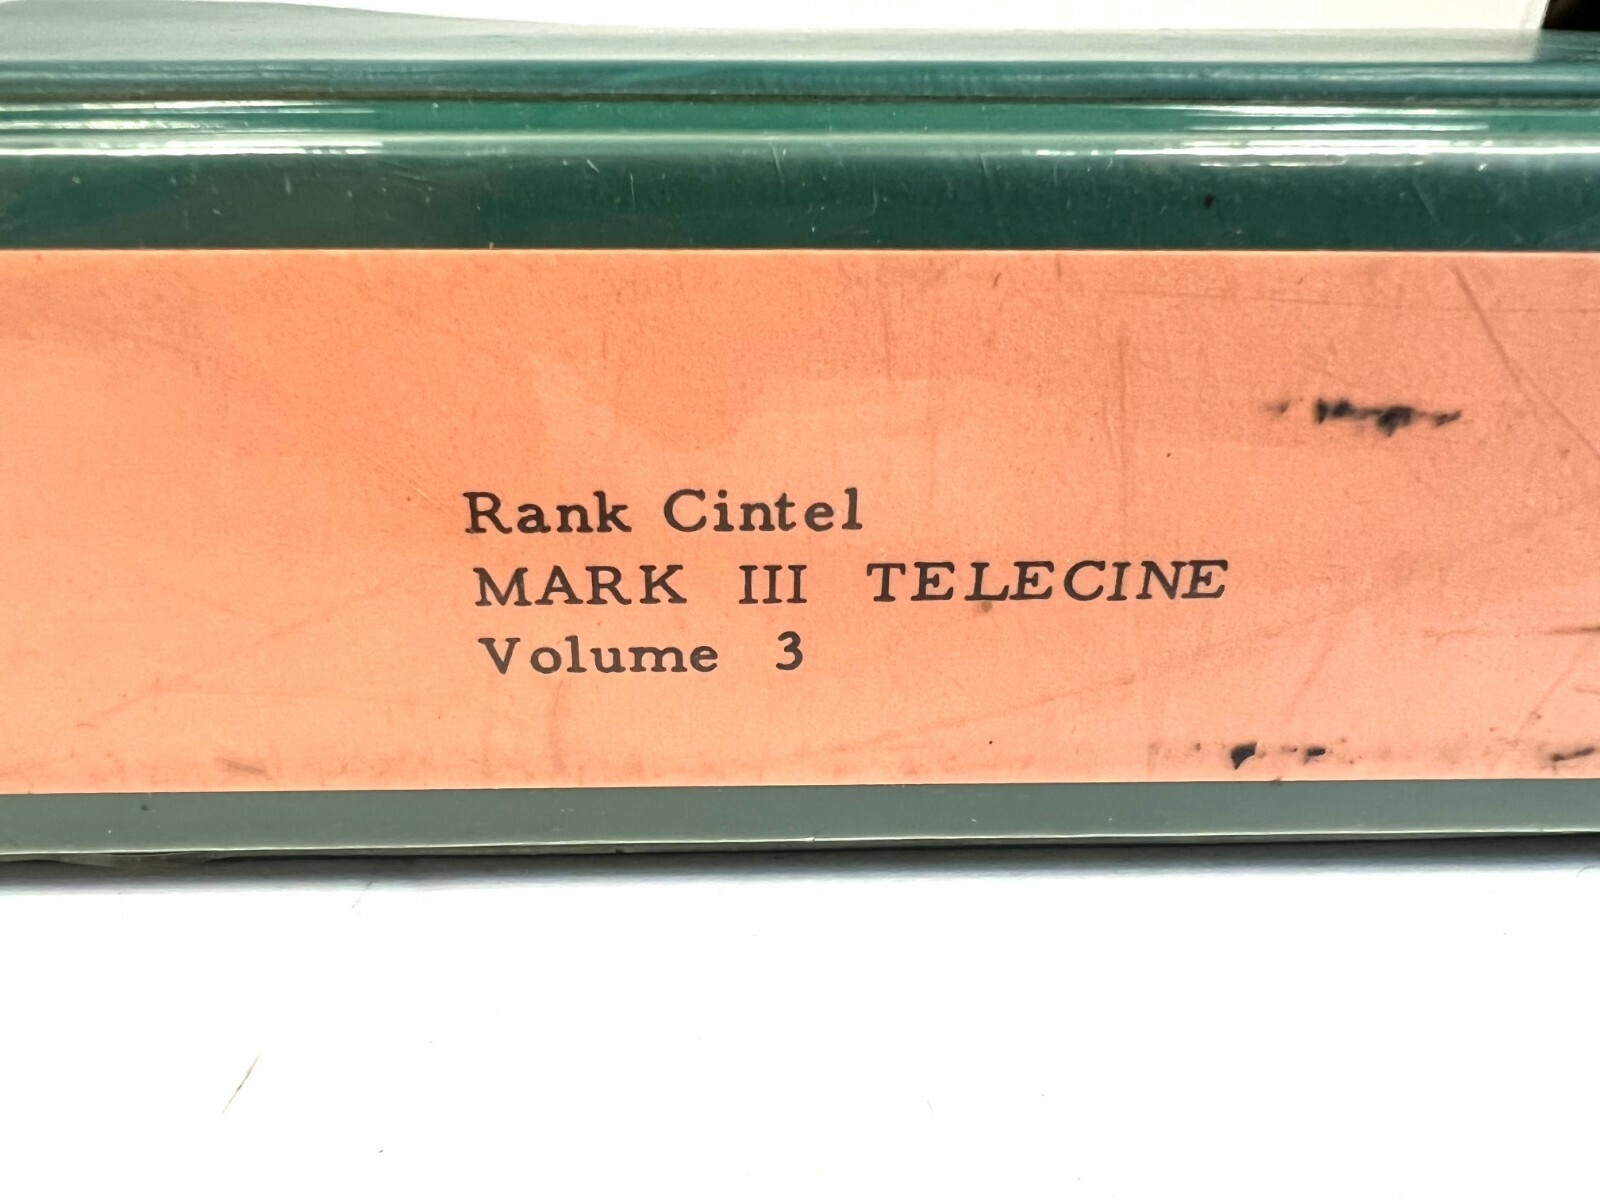 Rank Cintel
MARK III TELECINE
Volume 3